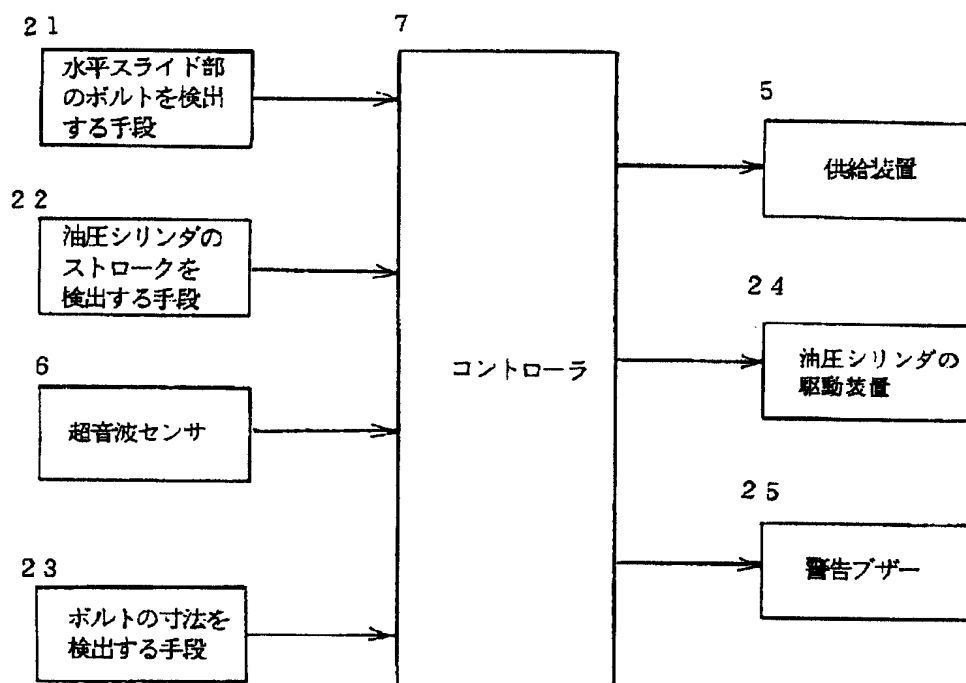 21
水平スライド部
のボルトを検出
する手段
22
油圧シリンダの
ストロークを
検出する手段
6
超音波センサ
23
ボルトの寸法を
検出する手段
7
コントローラ
5
供給装置
24
油圧シリンダの
駆動装置
25
警告ブザー